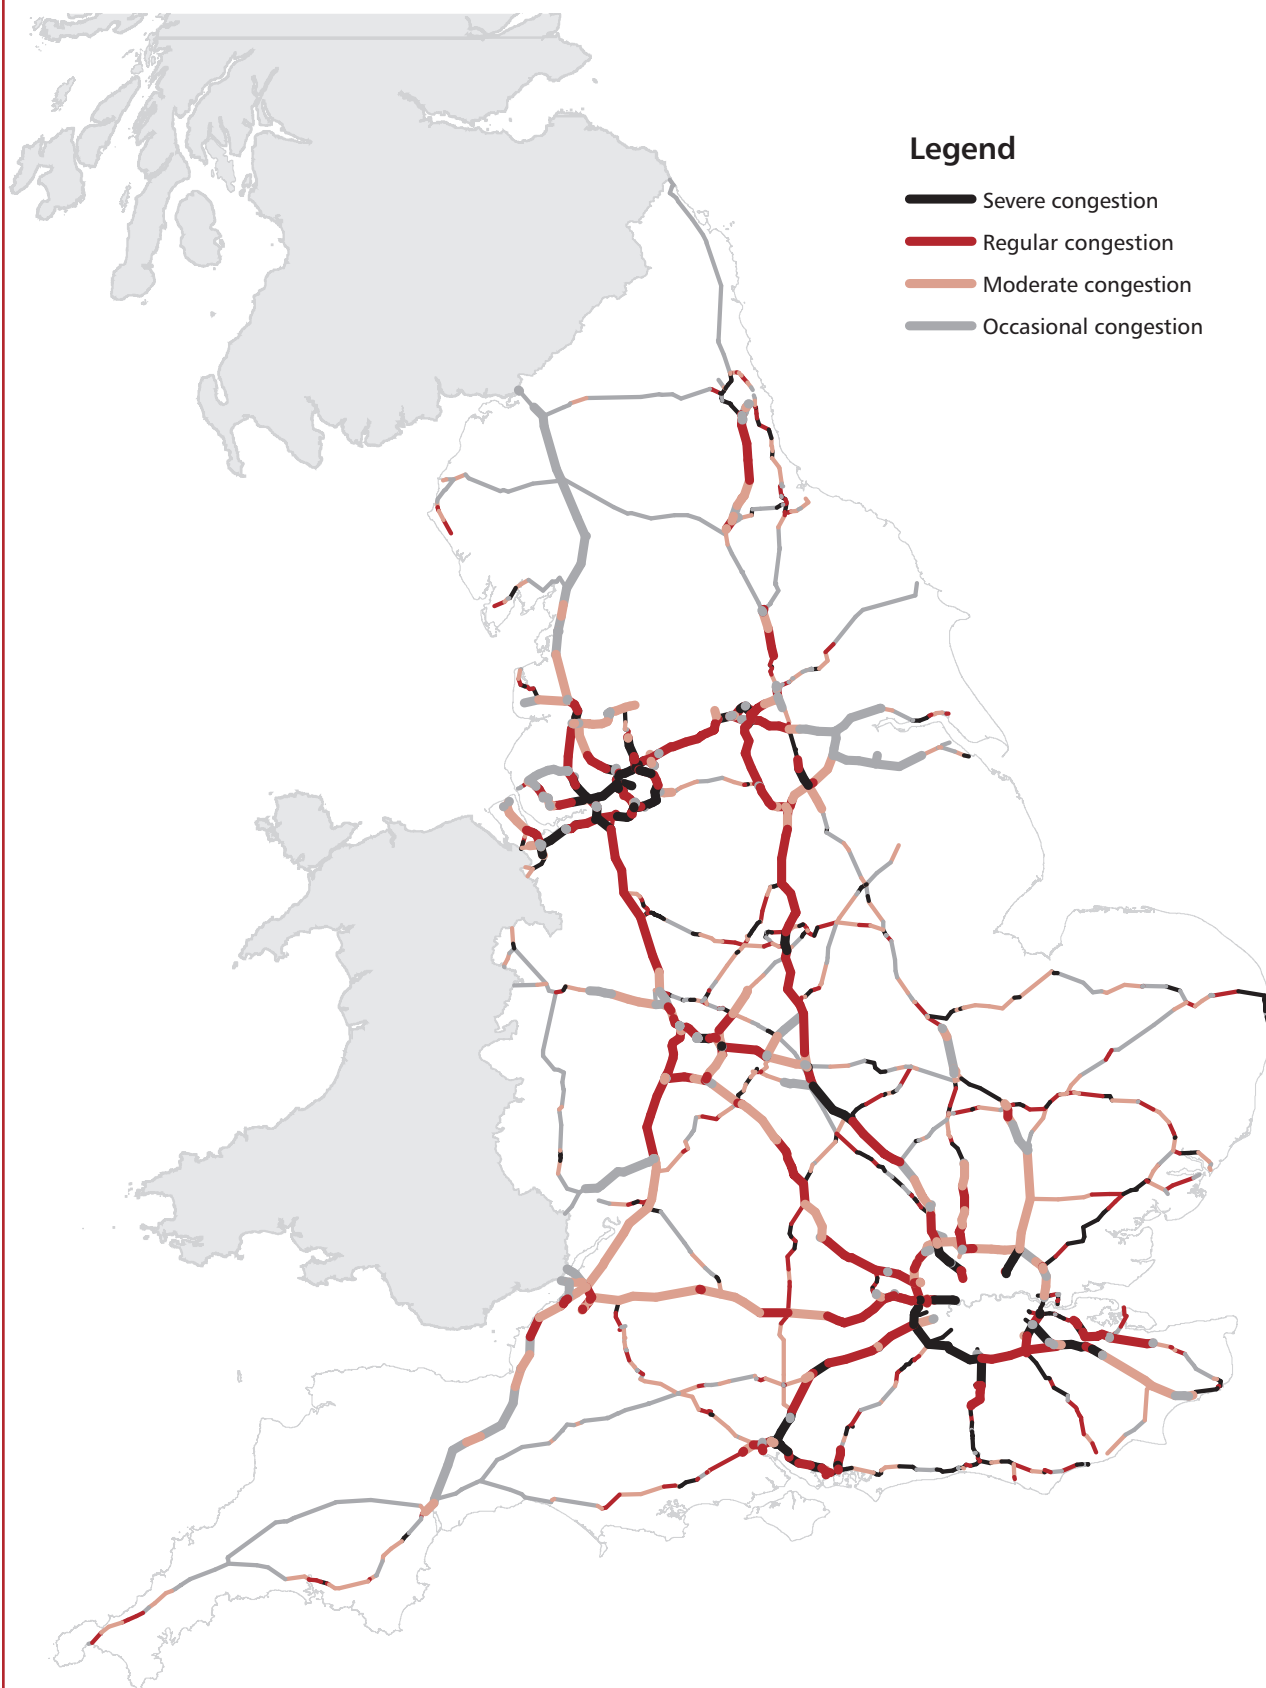 Legend
Severe congestion
Regular congestion
Moderate congestion
Occasional congestion